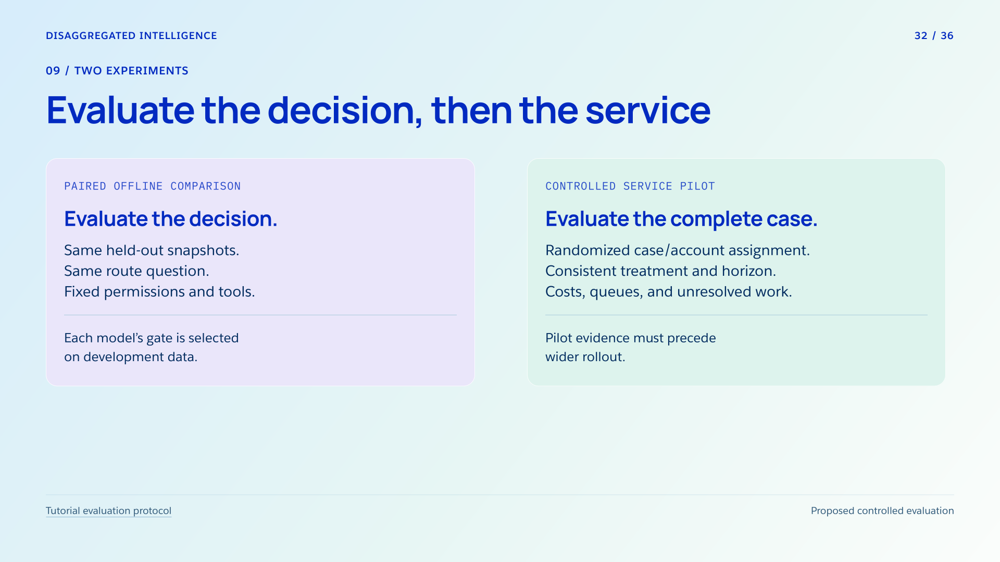 DISAGGREGATED INTELLIGENCE
32 / 36
09 / TWO EXPERIMENTS
Evaluate the decision, then the service
PAIRED OFFLINE COMPARISON
Evaluate the decision.
Same held-out snapshots.
Same route question.
Fixed permissions and tools.
Each model’s gate is selected
on development data.
CONTROLLED SERVICE PILOT
Evaluate the complete case.
Randomized case/account assignment.
Consistent treatment and horizon.
Costs, queues, and unresolved work.
Pilot evidence must precede
wider rollout.
Tutorial evaluation protocol
Proposed controlled evaluation